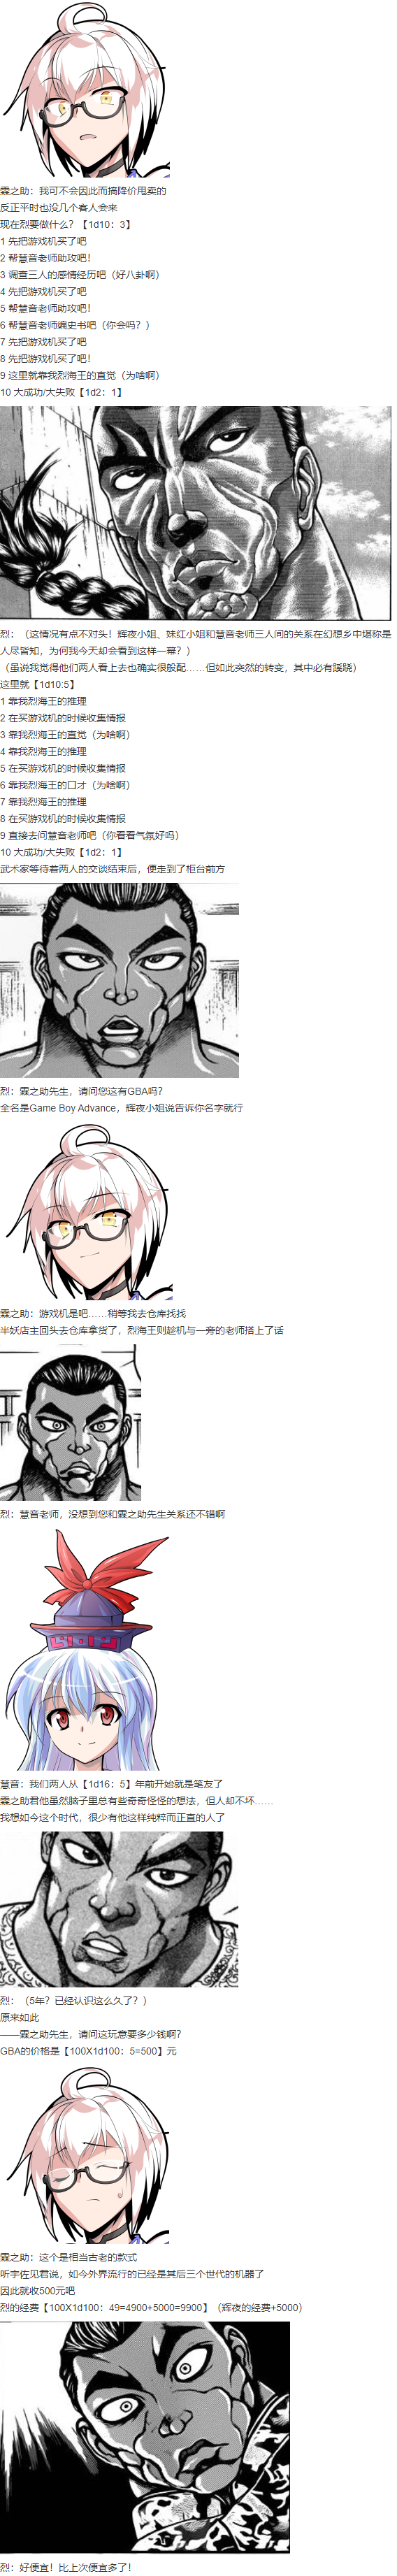 霖之助：我可不会因此而搞降价甩卖的
反正平时也没几个客人会来
现在烈要做什么？【1d10：3】
1 先把游戏机买了吧
2 帮慧音老师助攻吧！
3 调查三人的感情经历吧（好八卦啊）
4 先把游戏机买了吧
5 帮慧音老师助攻吧！
6 帮慧音老师编史书吧（你会吗？）
7 先把游戏机买了吧
8 先把游戏机买了吧！
9 这里就靠我烈海王的直觉（为啥啊）
10 大成功/大失败【1d2：1】
烈：（这情况有点不对头！辉夜小姐、妹红小姐和慧音老师三人间的关系在幻想乡中堪称是
人尽皆知，为何我今天却会看到这样一幕？）
（虽说我觉得他们两人看上去也确实很般配……但如此突然的转变，其中必有蹊跷）
这里就【1d10:5】
1 靠我烈海王的推理
2 在买游戏机的时候收集情报
3 靠我烈海王的直觉（为啥啊）
4 靠我烈海王的推理
5 在买游戏机的时候收集情报
6 靠我烈海王的口才（为啥啊）
7 靠我烈海王的推理
8 在买游戏机的时候收集情报
9 直接去问慧音老师吧（你看看气氛好吗）
10 大成功/大失败【1d2：1】
武术家等待着两人的交谈结束后，便走到了柜台前方
烈：霖之助先生，请问您这有GBA吗？
全名是Game Boy Advance，辉夜小姐说告诉你名字就行
霖之助：游戏机是吧……稍等我去仓库找找
半妖店主回头去仓库拿货了，烈海王则趁机与一旁的老师搭上了话
烈：慧音老师，没想到您和霖之助先生关系还不错啊
慧音：我们两人从【1d16：5】年前开始就是笔友了
霖之助君他虽然脑子里总有些奇奇怪怪的想法，但人却不坏……
我想如今这个时代，很少有他这样纯粹而正直的人了
烈：（5年？已经认识这么久了？）
原来如此
——霖之助先生，请问这玩意要多少钱啊？
GBA的价格是【100X1d100：5=500】元
霖之助：这个是相当古老的款式
听宇佐见君说，如今外界流行的已经是其后三个世代的机器了
因此就收500元吧
烈的经费【100X1d100：49=4900+5000=9900】（辉夜的经费+5000）
烈：好便宜！比上次便宜多了！